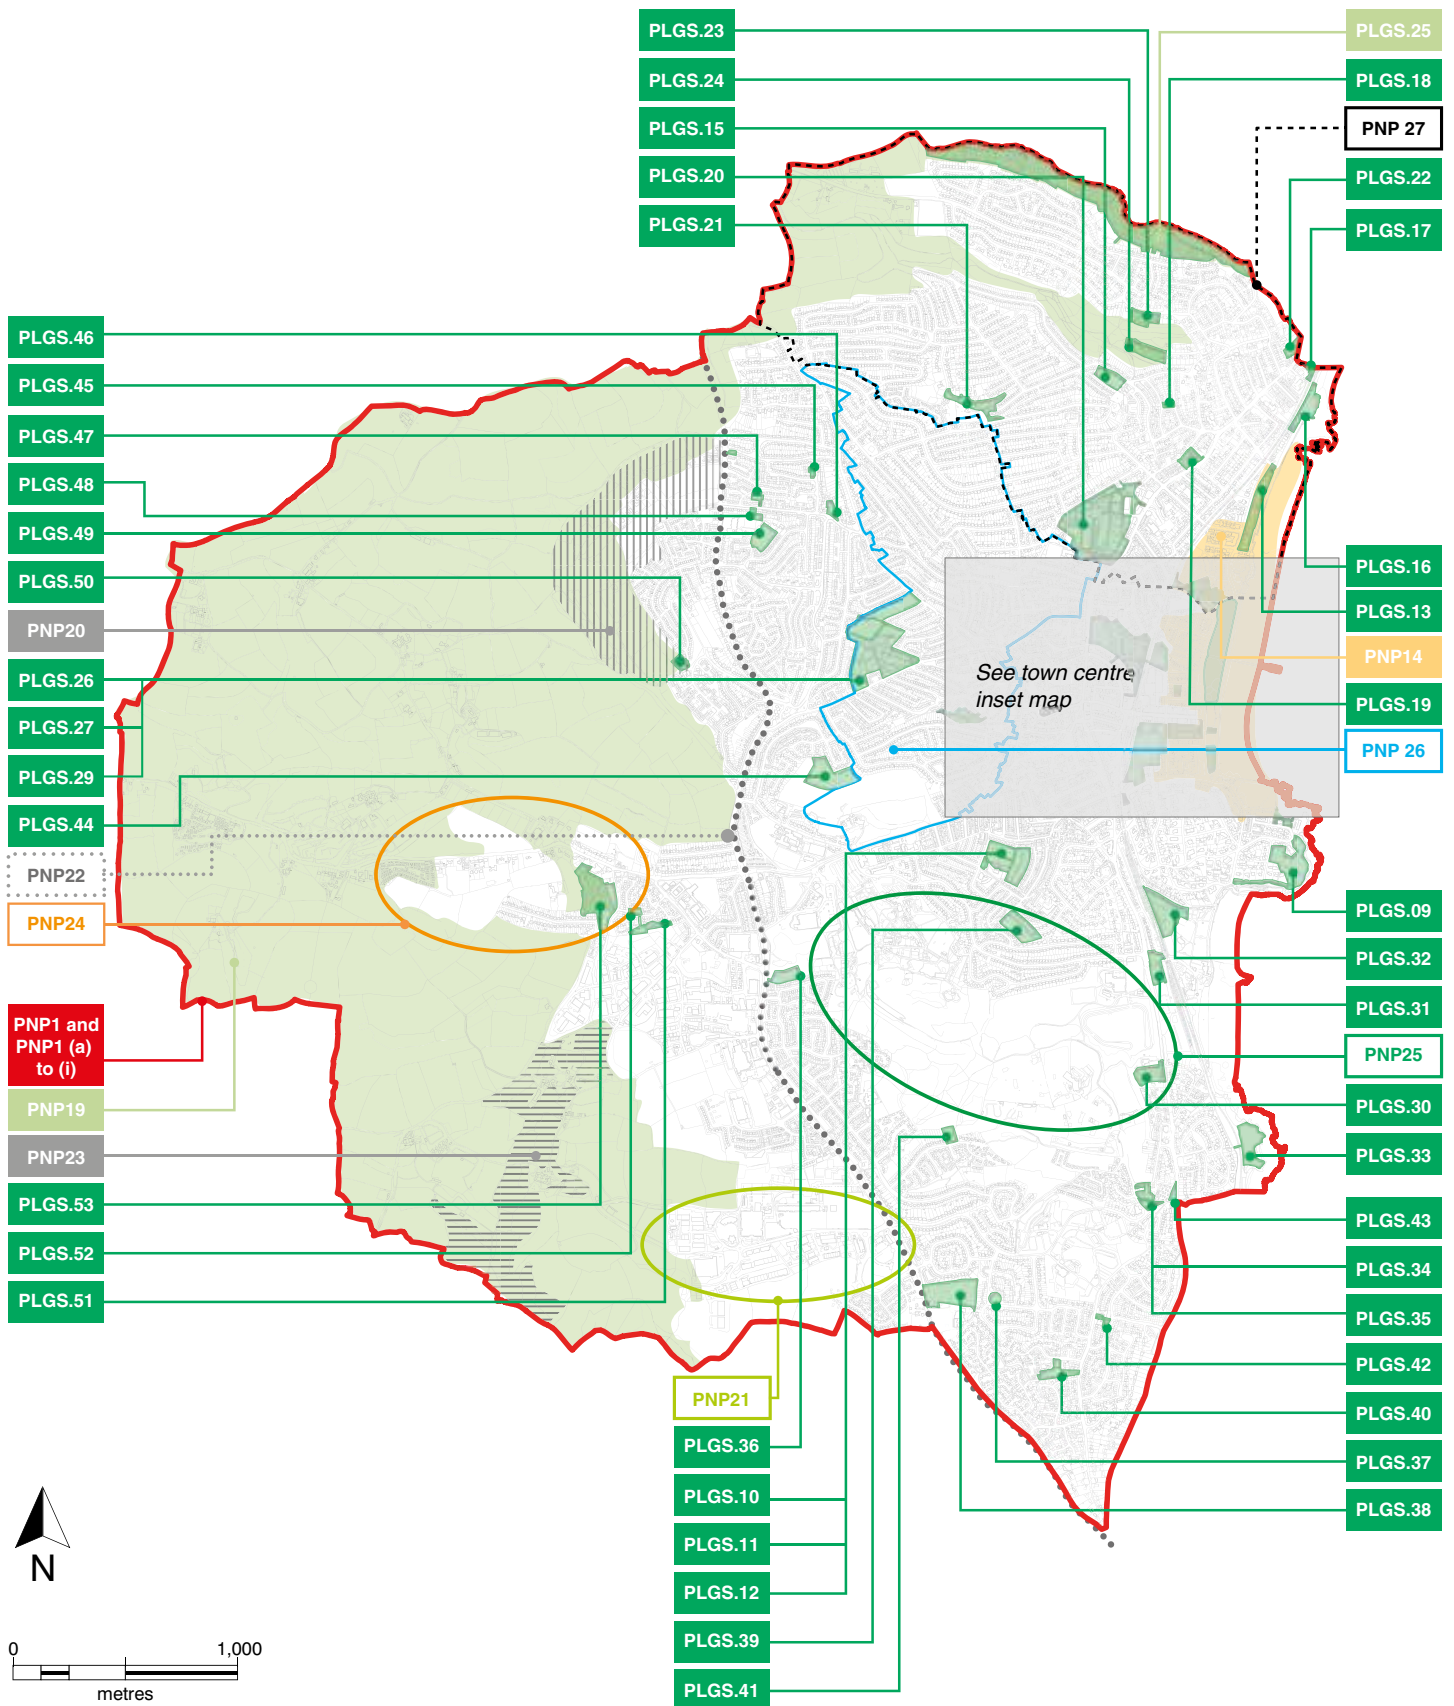 PLGS.23
PLGS.24
PLGS.15
PLGS.20
PLGS.21
PLGS.25
PLGS.18
PNP 27
PLGS.22
PLGS.17
PLGS.46
PLGS.45
PLGS.47
PLGS.48
PLGS.49
PLGS.50
PNP20
PLGS.26
PLGS.27
PLGS.29
PLGS.44
PNP22
PNP24
PNP1 and
PNP1 (a)
to (i)
PNP19
PNP23
PLGS.53
PLGS.52
PLGS.51
See town centre
inset map
PLGS.16
PLGS.13
PNP14
PLGS.19
PNP 26
PLGS.09
PLGS.32
PLGS.31
PNP25
PLGS.30
PLGS.33
PLGS.43
PLGS.34
PLGS.35
PLGS.42
PLGS.40
PLGS.37
PLGS.38
PNP21
PLGS.36
PLGS.10
PLGS.11
PLGS.12
PLGS.39
PLGS.41
N
0 1,000
metres